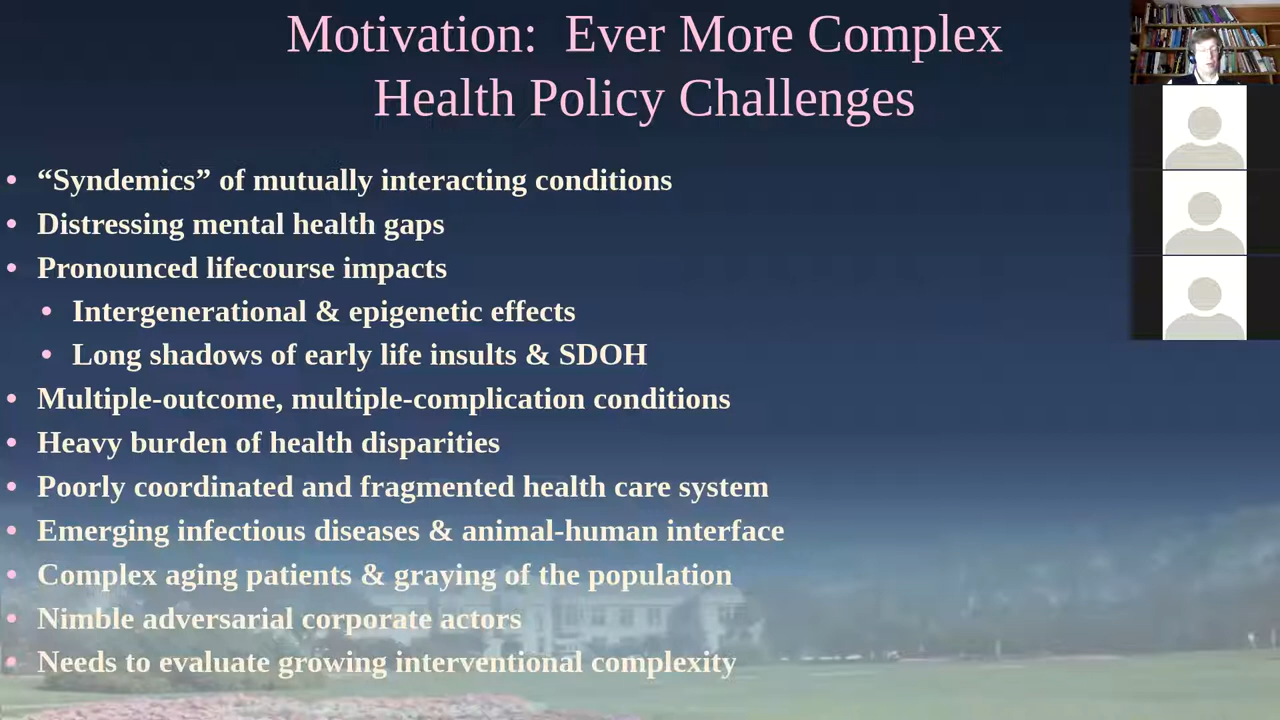 Motivation:  Ever More Complex
Health Policy Challenges
• “Syndemics” of mutually interacting conditions
• Distressing mental health gaps
• Pronounced lifecourse impacts
• Intergenerational & epigenetic effects
• Long shadows of early life insults & SDOH
• Multiple-outcome, multiple-complication conditions
• Heavy burden of health disparities
• Poorly coordinated and fragmented health care system
• Emerging infectious diseases & animal-human interface
• Complex aging patients & graying of the population
• Nimble adversarial corporate actors
• Needs to evaluate growing interventional complexity